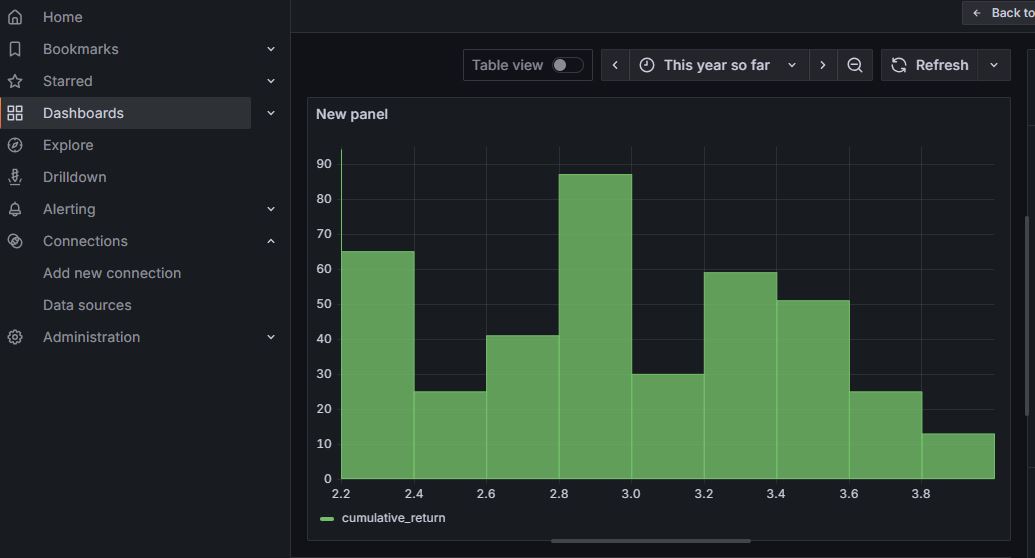 Home
Bookmarks
Starred
Dashboards
Explore
Drilldown
Alerting
Connections
Add new connection
Data sources
Administration
Back to
Table view
This year so far
Refresh
New panel
90
80
70
60
50
40
30
20
10
0
2.2 2.4 2.6 2.8 3.0 3.2 3.4 3.6 3.8
cumulative_return